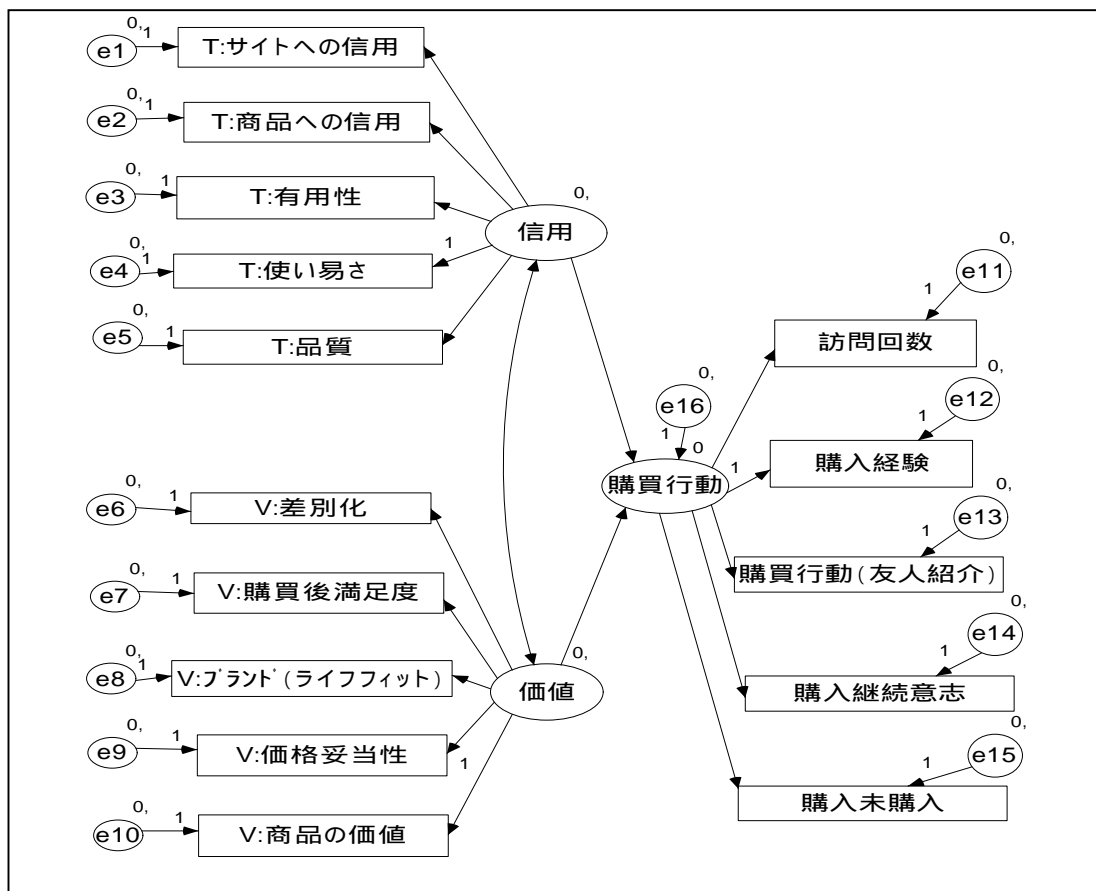 0,
1
e1
T:サイトへの信用
0,
1
e2
T:商品への信用
0,
1
e3
T:有用性
0,
信用
0,
1
e4
T:使い易さ
1
0,
1
e5
T:品質
0,
e11
1
訪問回数
0,
e16
1
0
購買行動
0,
e12
1
1
購入経験
0,
e13
1
購買行動(友人紹介)
0,
e14
1
購入継続意志
0,
e15
1
購入未購入
0,
1
e6
V:差別化
0,
1
e7
V:購買後満足度
0,
1
e8
V:ブランド(ライフフィット)
0,
価値
0,
1
e9
V:価格妥当性
1
0,
1
e10
V:商品の価値